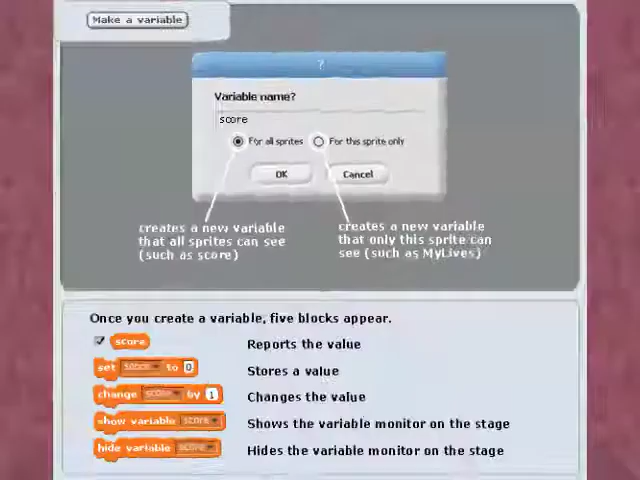 Make a variable
?
Variable name?
score
For all sprites For this sprite only
OK Cancel
creates a new variable
that all sprites can see
(such as score)
creates a new variable
that only this sprite can
see (such as MyLives)
Once you create a variable, five blocks appear.
score Reports the value
set score to 0 Stores a value
change score by 1 Changes the value
show variable score Shows the variable monitor on the stage
hide variable score Hides the variable monitor on the stage